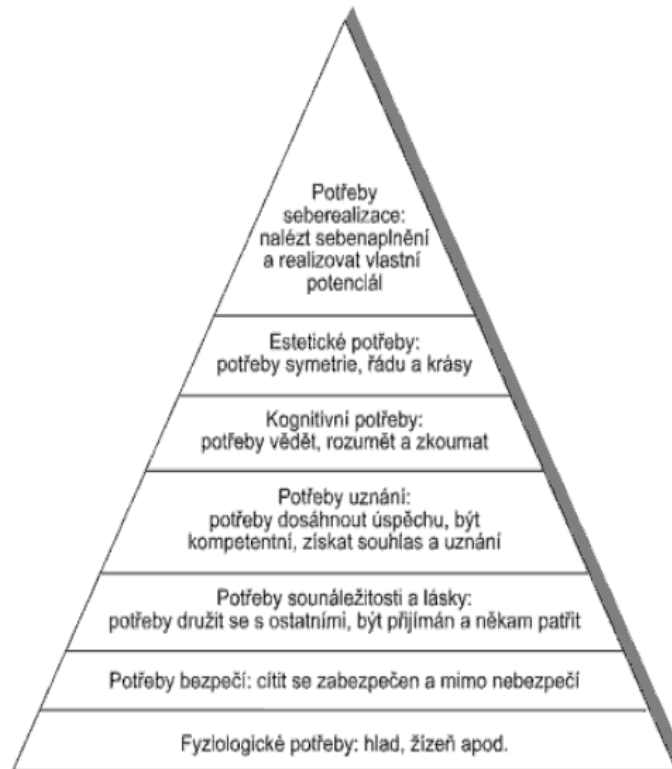 Potřeby
seberealizace:
nalézt sebenaplnění
a realizovat vlastní
potenciál
Estetické potřeby:
potřeby symetrie, řádu a krásy
Kognitivní potřeby:
potřeby vědět, rozumět a zkoumat
Potřeby uznání:
potřeby dosáhnout úspěchu, být
kompetentní, získat souhlas a uznání
Potřeby sounáležitosti a lásky:
potřeby družit se s ostatními, být přijímán a někam patřit
Potřeby bezpečí: cítit se zabezpečen a mimo nebezpečí
Fyziologické potřeby: hlad, žízeň apod.